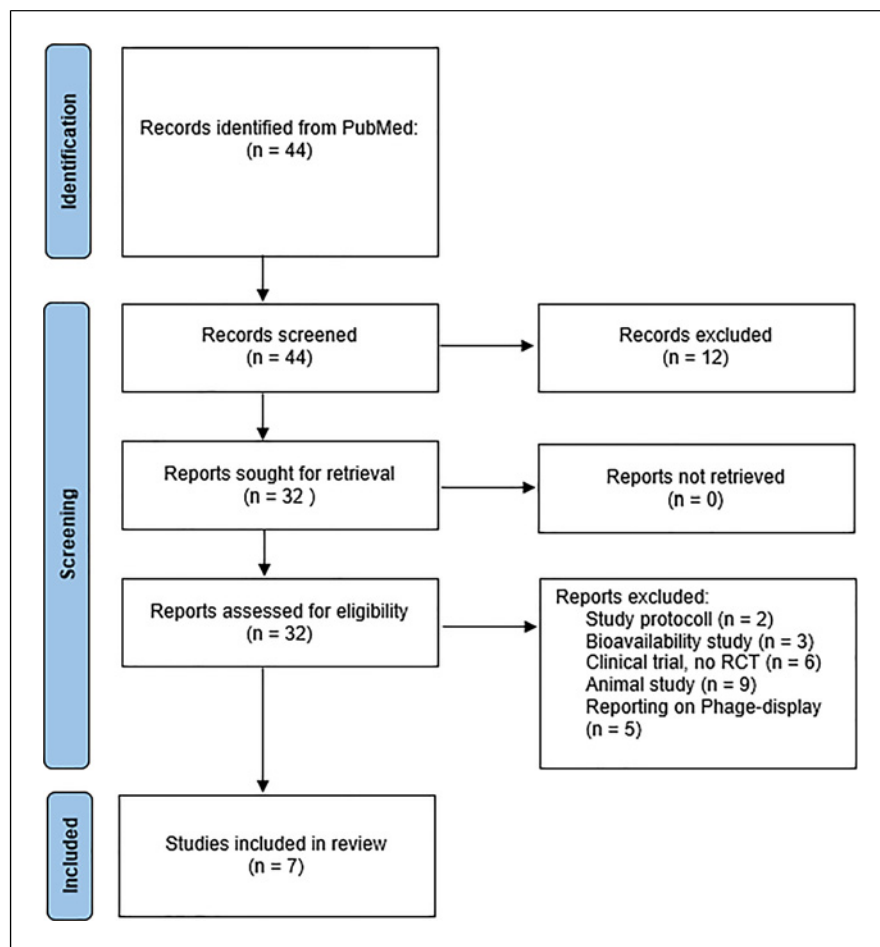 Identification
Records identified from PubMed:
(n = 44)
Screening
Records screened
(n = 44)
Records excluded
(n = 12)
Reports sought for retrieval
(n = 32 )
Reports not retrieved
(n = 0)
Reports assessed for eligibility
(n = 32)
Reports excluded:
Study protocoll (n = 2)
Bioavailability study (n = 3)
Clinical trial, no RCT (n = 6)
Animal study (n = 9)
Reporting on Phage-display
(n = 5)
Included
Studies included in review
(n = 7)